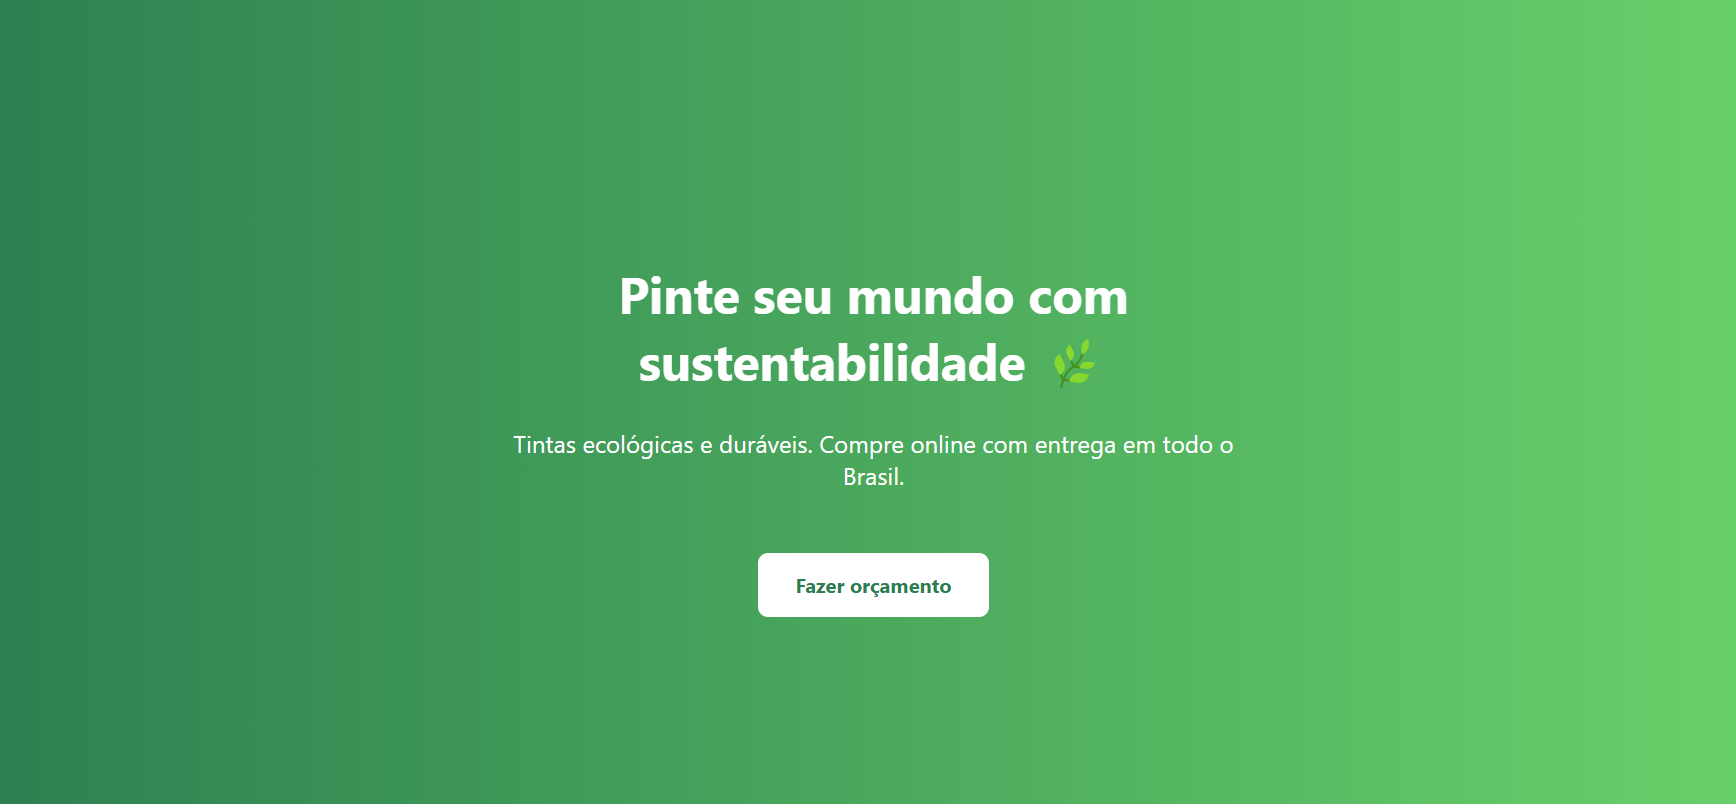 Pinte seu mundo com
sustentabilidade 🌿
Tintas ecológicas e duráveis. Compre online com entrega em todo o
Brasil.
Fazer orçamento